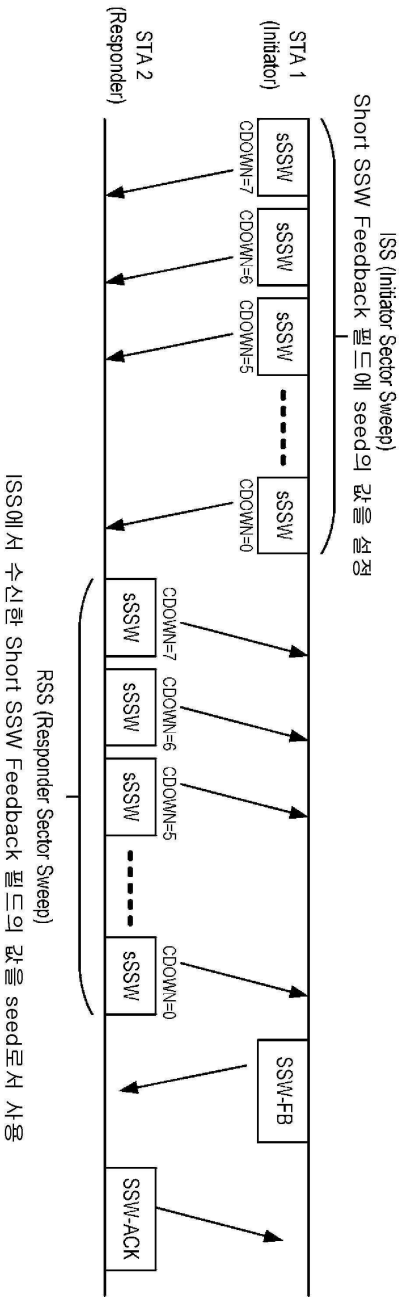 ISS (Initiator Sector Sweep)
Short SSW Feedback 필드에 seed의 값을 설정
STA 1
(Initiator)
sSSW
CDOWN=7
sSSW
CDOWN=6
sSSW
CDOWN=5
sSSW
CDOWN=0
SSW-FB
STA 2
(Responder)
CDOWN=7
sSSW
CDOWN=6
sSSW
CDOWN=5
sSSW
CDOWN=0
sSSW
SSW-ACK
RSS (Responder Sector Sweep)
ISS에서 수신한 Short SSW Feedback 필드의 값을 seed로서 사용